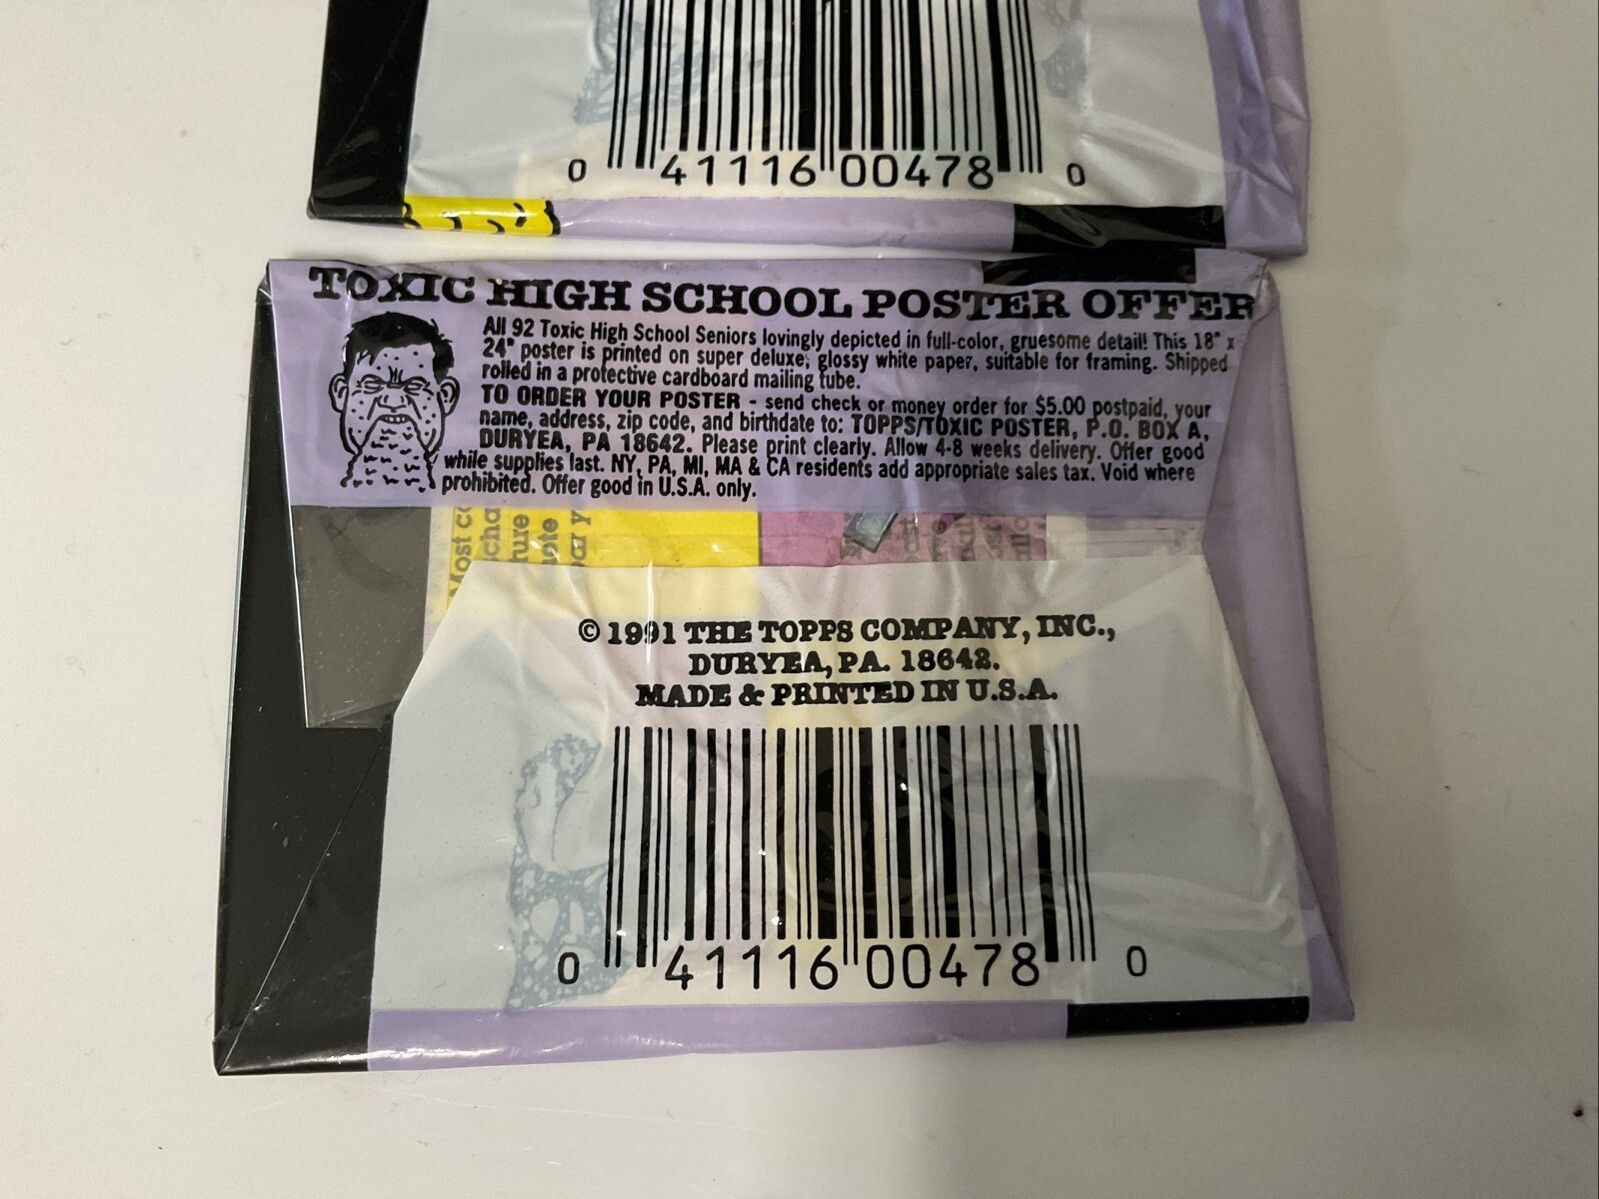 0 41116 00478 0
TOXIC HIGH SCHOOL POSTER OFFER
All 92 Toxic High School Seniors lovingly depicted in full-color, gruesome detail! This 18" x
24" poster is printed on super deluxe, glossy white paper, suitable for framing. Shipped
rolled in a protective cardboard mailing tube.
TO ORDER YOUR POSTER - send check or money order for $5.00 postpaid, your
name, address, zip code, and birthdate to: TOPPS/TOXIC POSTER, P.O. BOX A,
DURYEA, PA 18642. Please print clearly. Allow 4-8 weeks delivery. Offer good
while supplies last. NY, PA, MI, MA & CA residents add appropriate sales tax. Void where
prohibited. Offer good in U.S.A. only.
Most
© 1991 THE TOPPS COMPANY, INC.,
DURYEA, PA. 18642.
MADE & PRINTED IN U.S.A.
0 41116 00478 0